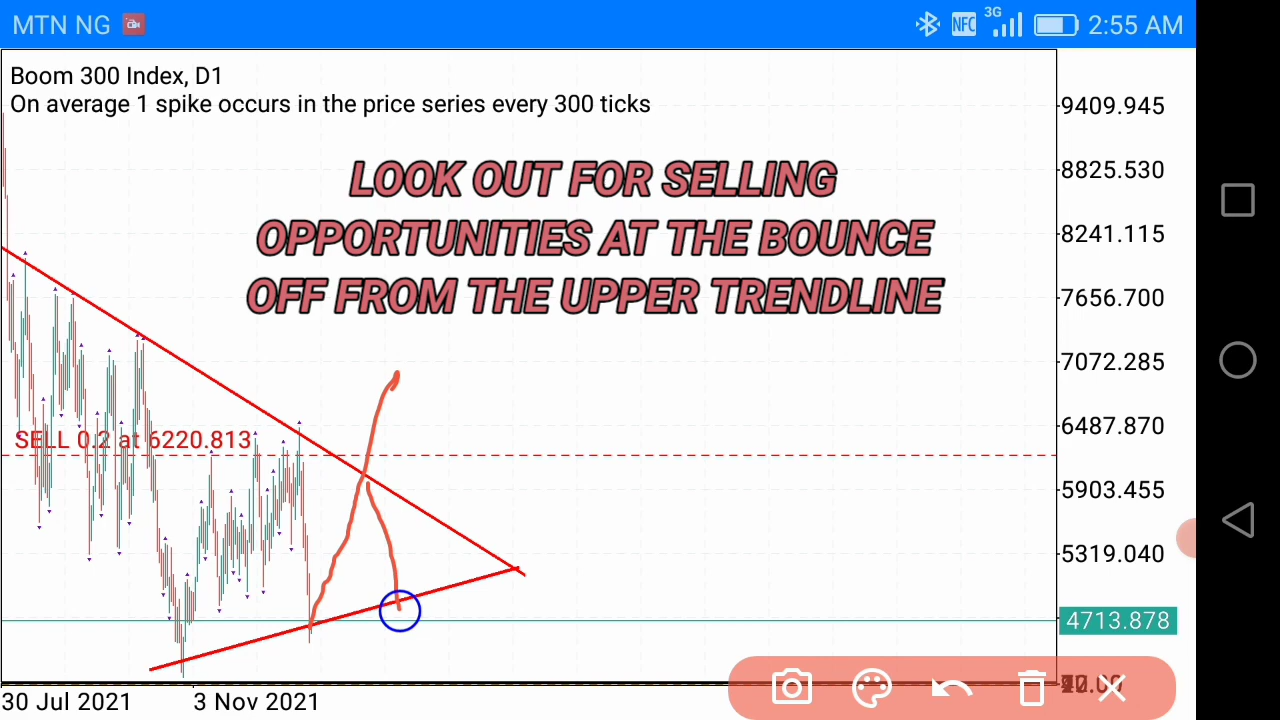 MTN NG
3G
NFC
2:55 AM
Boom 300 Index, D1
On average 1 spike occurs in the price series every 300 ticks
LOOK OUT FOR SELLING
OPPORTUNITIES AT THE BOUNCE
OFF FROM THE UPPER TRENDLINE
SELL 0.2 at 6220.813
9409.945
8825.530
8241.115
7656.700
7072.285
6487.870
5903.455
5319.040
4713.878
30 Jul 2021
3 Nov 2021